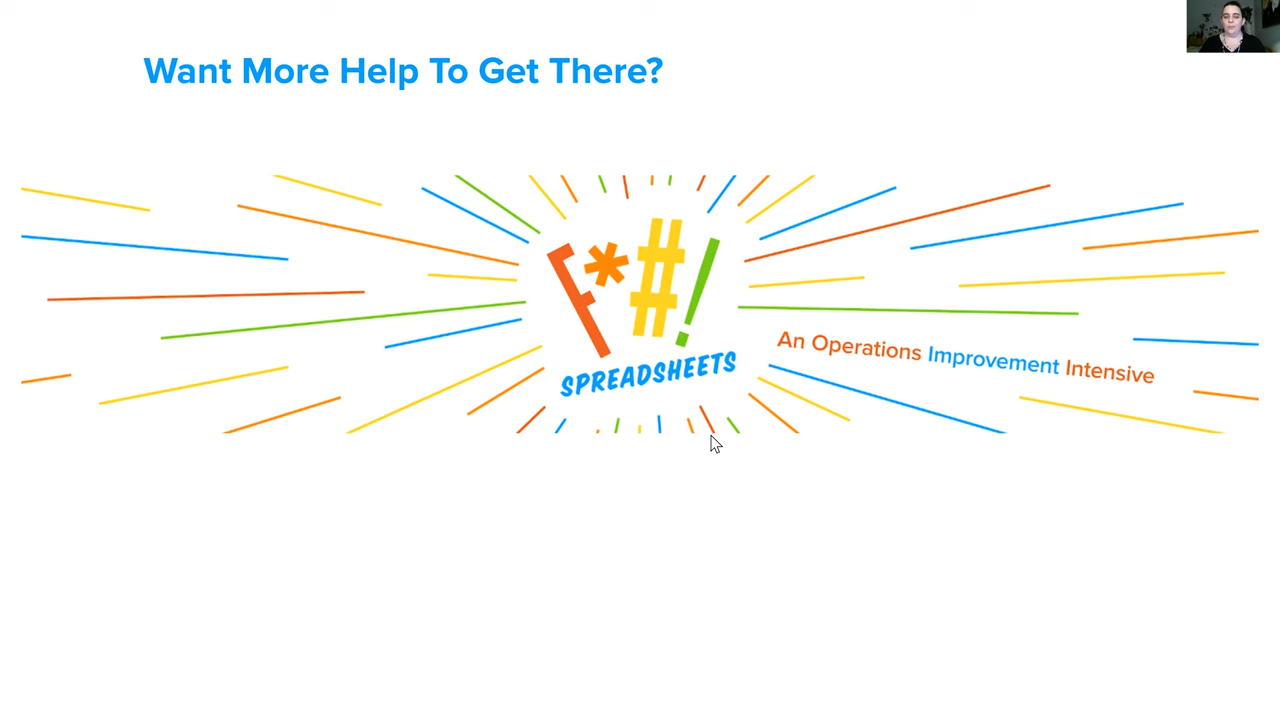 Want More Help To Get There?
F*#!
SPREADSHEETS
An Operations Improvement Intensive